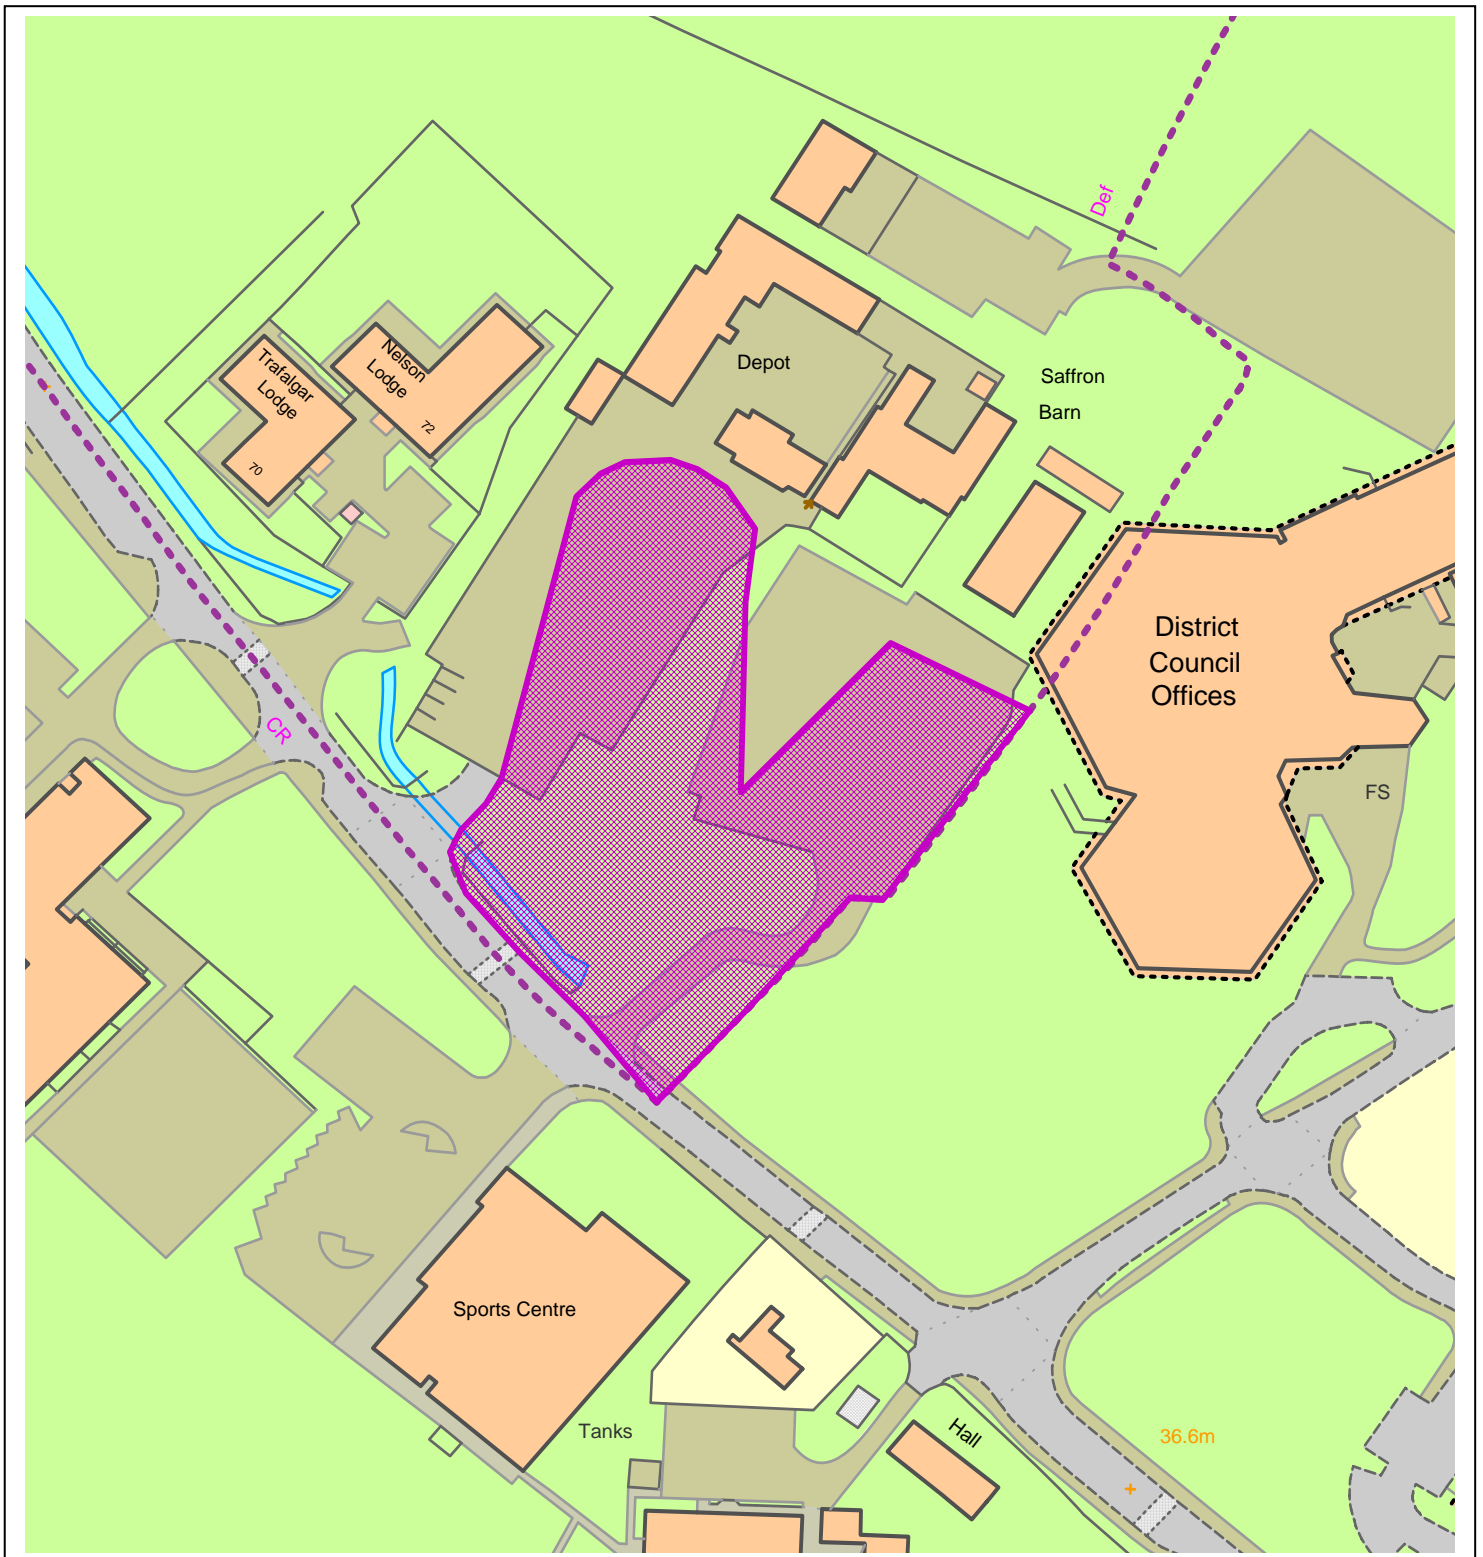 Def
Nelson
Lodge
72
Trafalgar
Lodge
70
Depot
Saffron
Barn
District
Council
Offices
CR
FS
Sports Centre
Tanks
Hall
36.6m